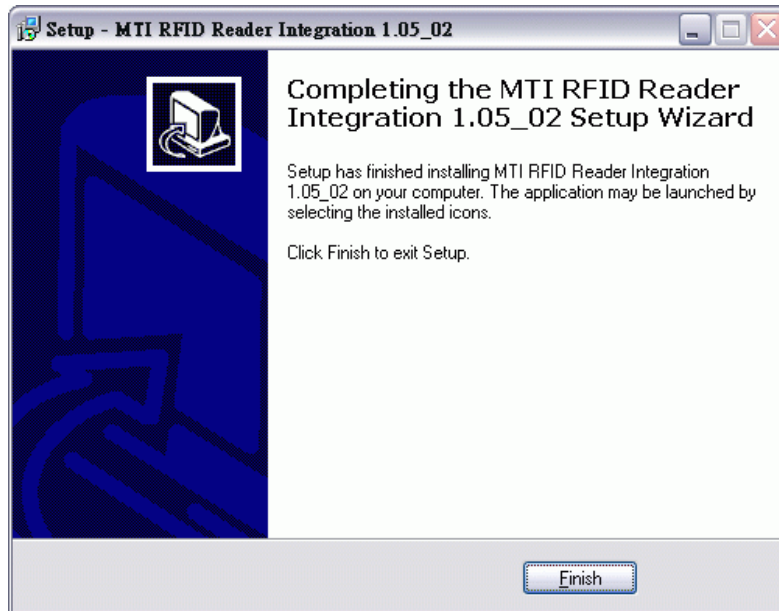 Setup - MTI RFID Reader Integration 1.05_02
Completing the MTI RFID Reader
Integration 1.05_02 Setup Wizard
Setup has finished installing MTI RFID Reader Integration
1.05_02 on your computer. The application may be launched by
selecting the installed icons.
Click Finish to exit Setup.
Finish